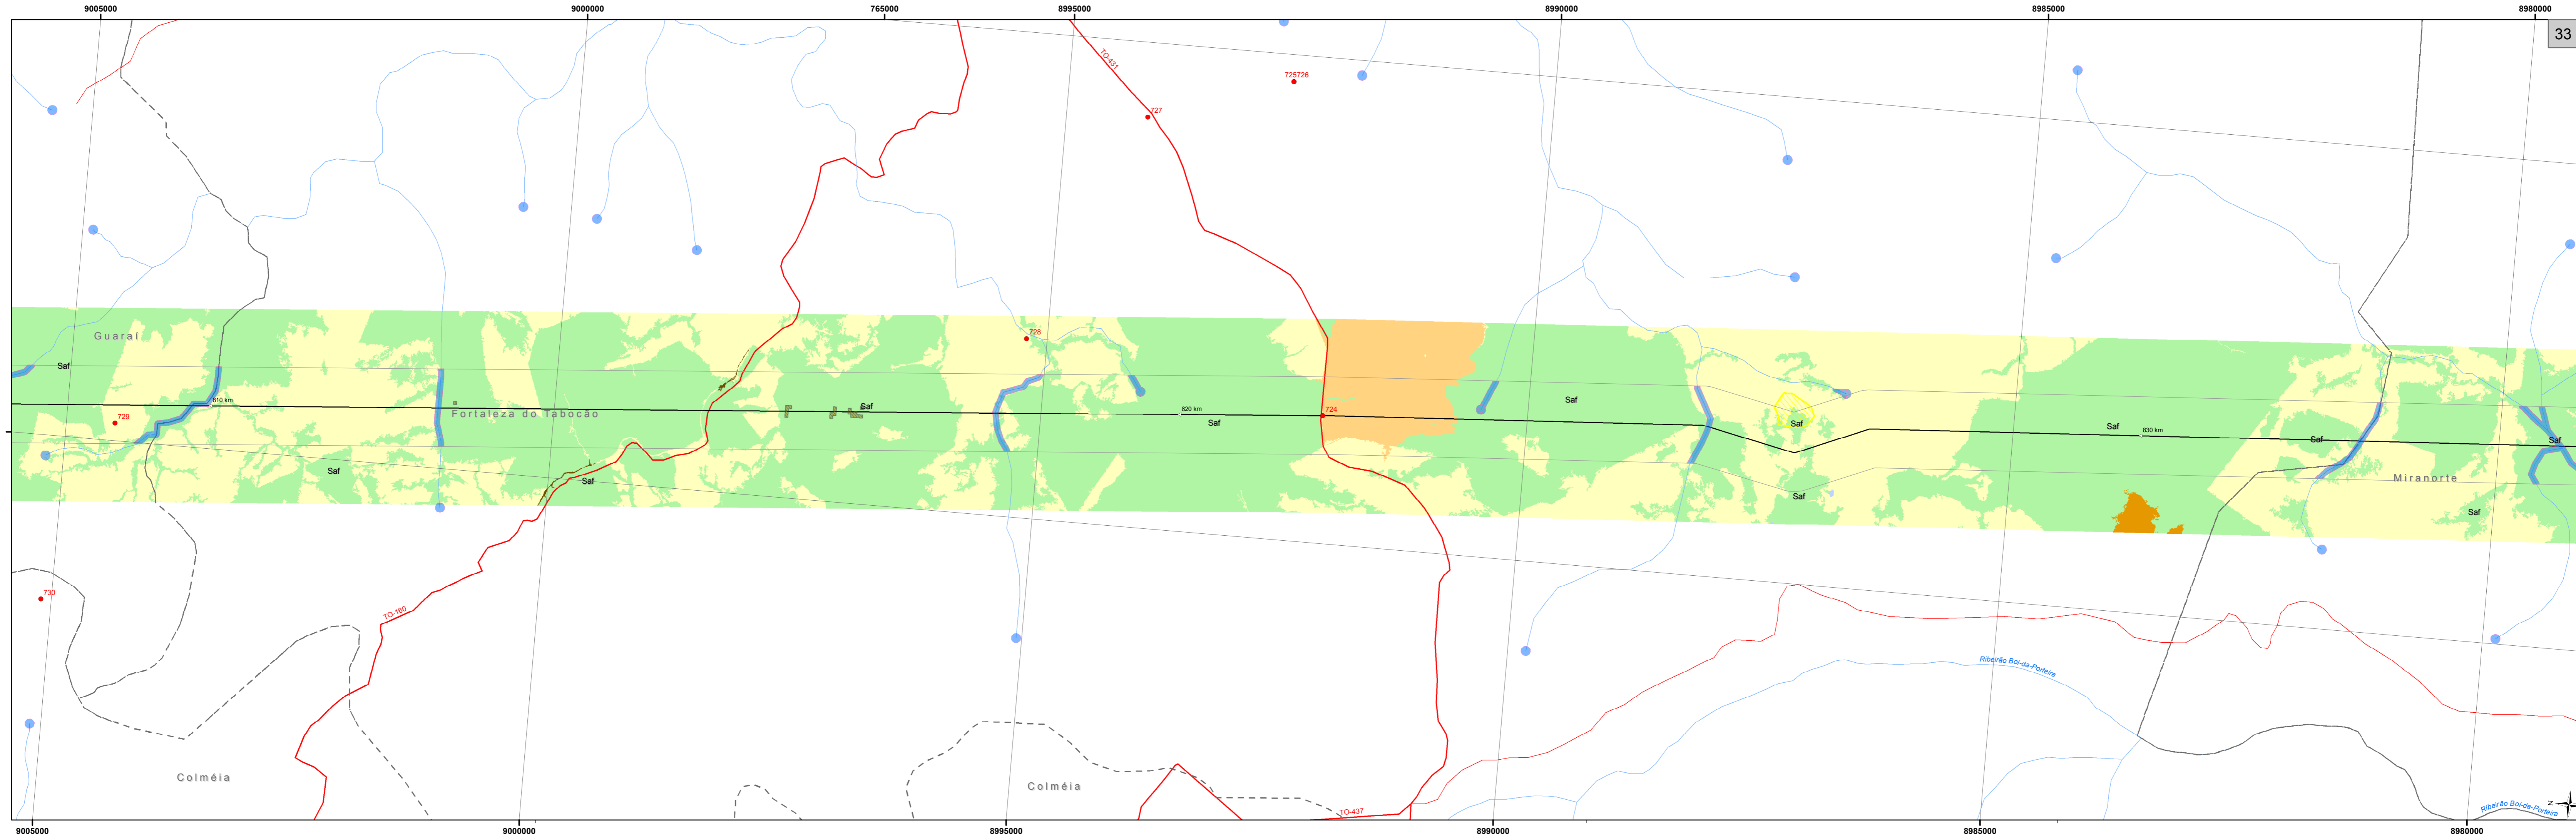 9005000 9000000 765000 8995000 8990000 8985000 8980000
33
TO-431
725726
727
728
Guaraí
Saf
810 km
Fortaleza do Tabocão
Saf
820 km
Saf
724
Saf
Saf
Saf
830 km
Saf
Saf
729
Saf
Saf
Saf
Miranorte
Saf
730
TO-160
Ribeirão Boi-da-Porteira
Colméia
Colméia
TO-437
Ribeirão Boi-da-Porteira
N
9005000 9000000 8995000 8990000 8985000 8980000